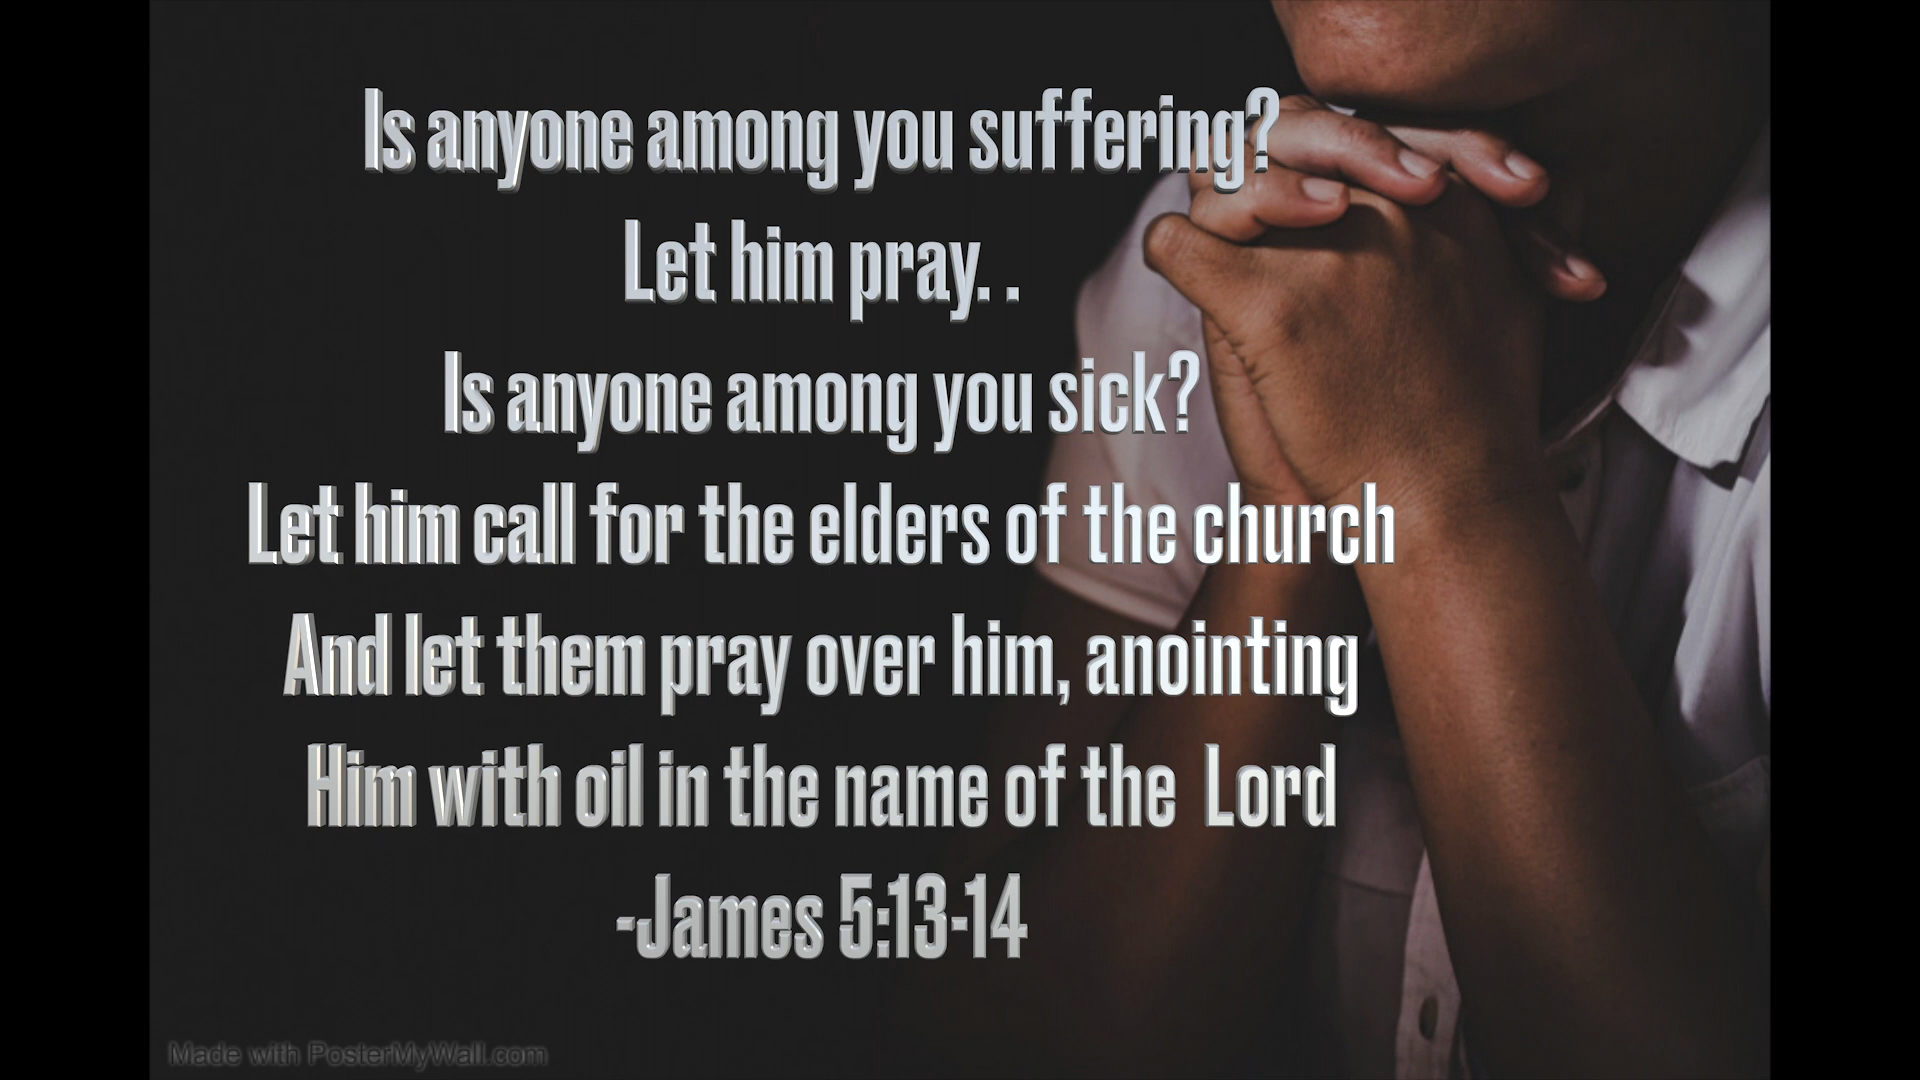 Is anyone among you suffering?
Let him pray. .
Is anyone among you sick?
Let him call for the elders of the church
And let them pray over him, anointing
Him with oil in the name of the  Lord
-James 5:13-14
Made with PosterMyWall.com